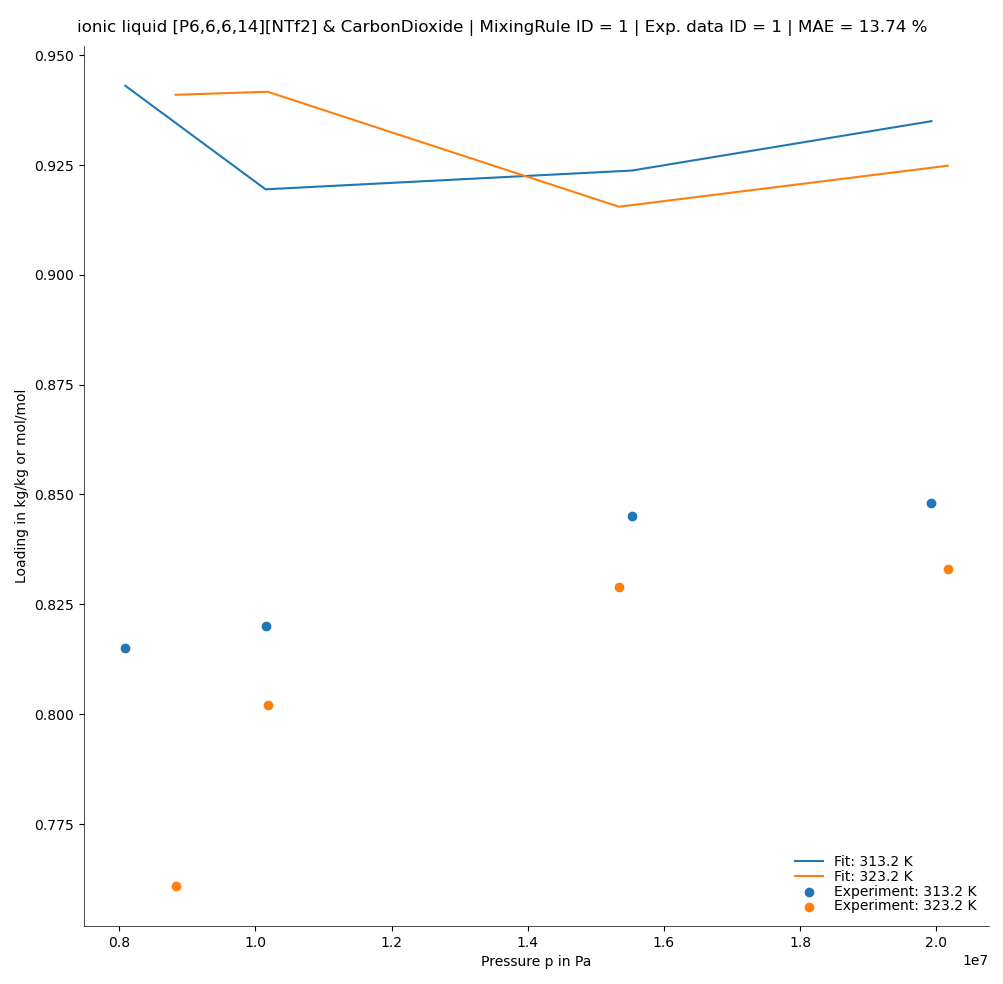 ionic liquid [P6,6,6,14][NTf2] & CarbonDioxide | MixingRule ID = 1 | Exp. data ID = 1 | MAE = 13.74 %
Loading in kg/kg or mol/mol
0.950
0.925
0.900
0.875
0.850
0.825
0.800
0.775
Fit: 313.2 K
Fit: 323.2 K
Experiment: 313.2 K
Experiment: 323.2 K
0.8 1.0 1.2 1.4 1.6 1.8 2.0
1e7
Pressure p in Pa